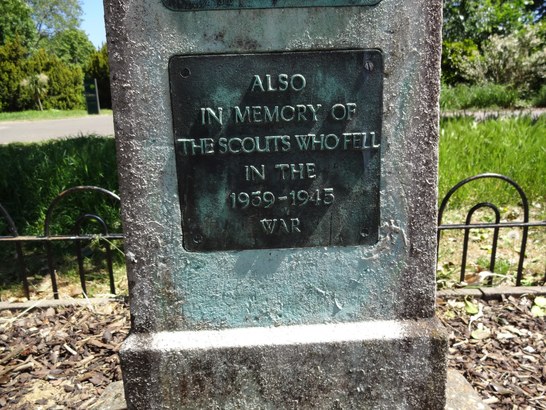 ALSO
IN MEMORY OF
THE SCOUTS WHO FELL
IN THE
1939-1945
WAR